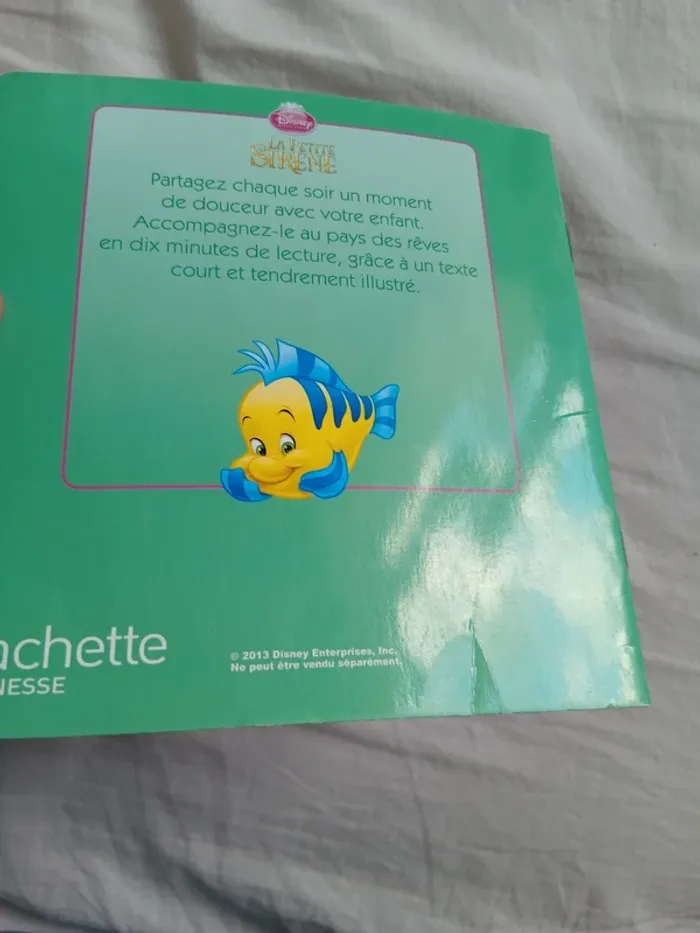 Disney
LA PETITE
SIRÈNE
Partagez chaque soir un moment
de douceur avec votre enfant.
Accompagnez-le au pays des rêves
en dix minutes de lecture, grâce à un texte
court et tendrement illustré.
achette
NESSE
© 2013 Disney Enterprises, Inc.
Ne peut être vendu séparément.